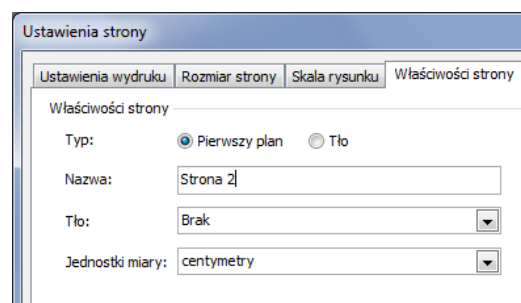 Ustawienia strony
Ustawienia wydruku Rozmiar strony Skala rysunku Właściwości strony
Właściwości strony
Typ: Pierwszy plan Tło
Nazwa: Strona 2
Tło: Brak
Jednostki miary: centymetry